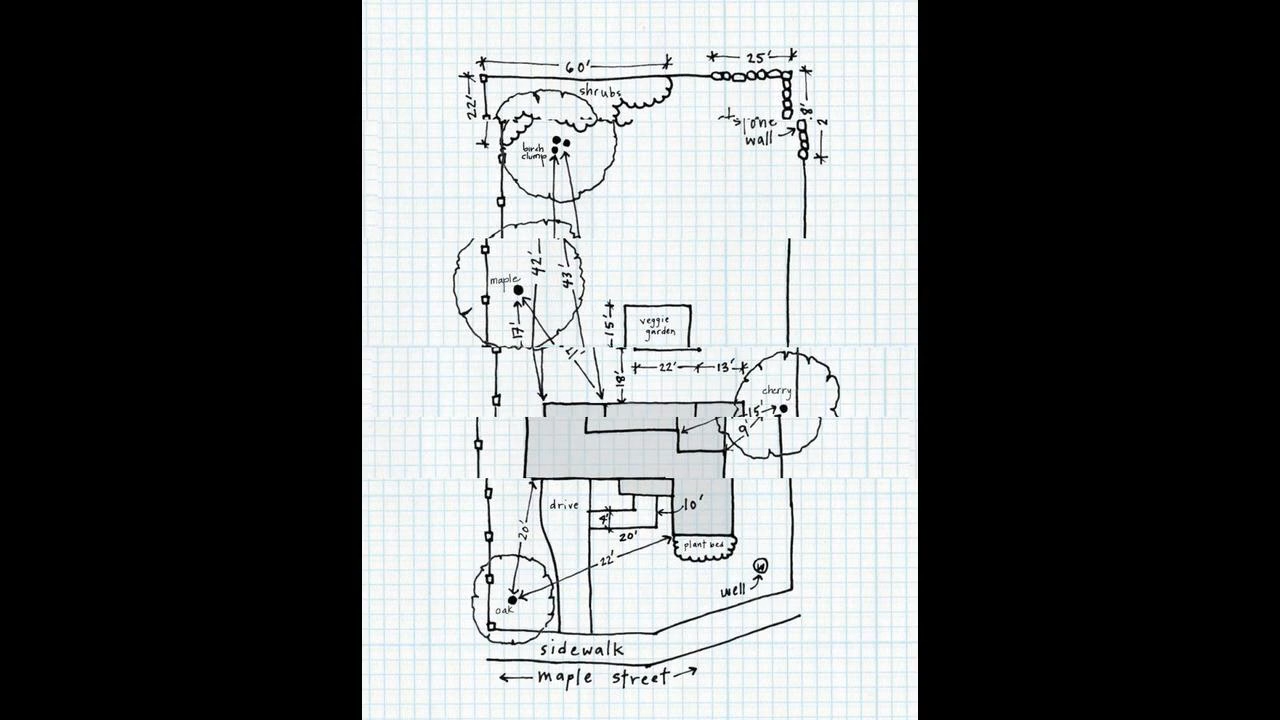 60'
25'
22'
shrubs
8'
2
stone
wall
birch
clump
42'
43'
maple
17'
15'
veggie
garden
22'
13'
18'
cherry
15'
9'
drive
10'
4'
20'
20'
plant bed
22'
well
W
oak
sidewalk
maple street